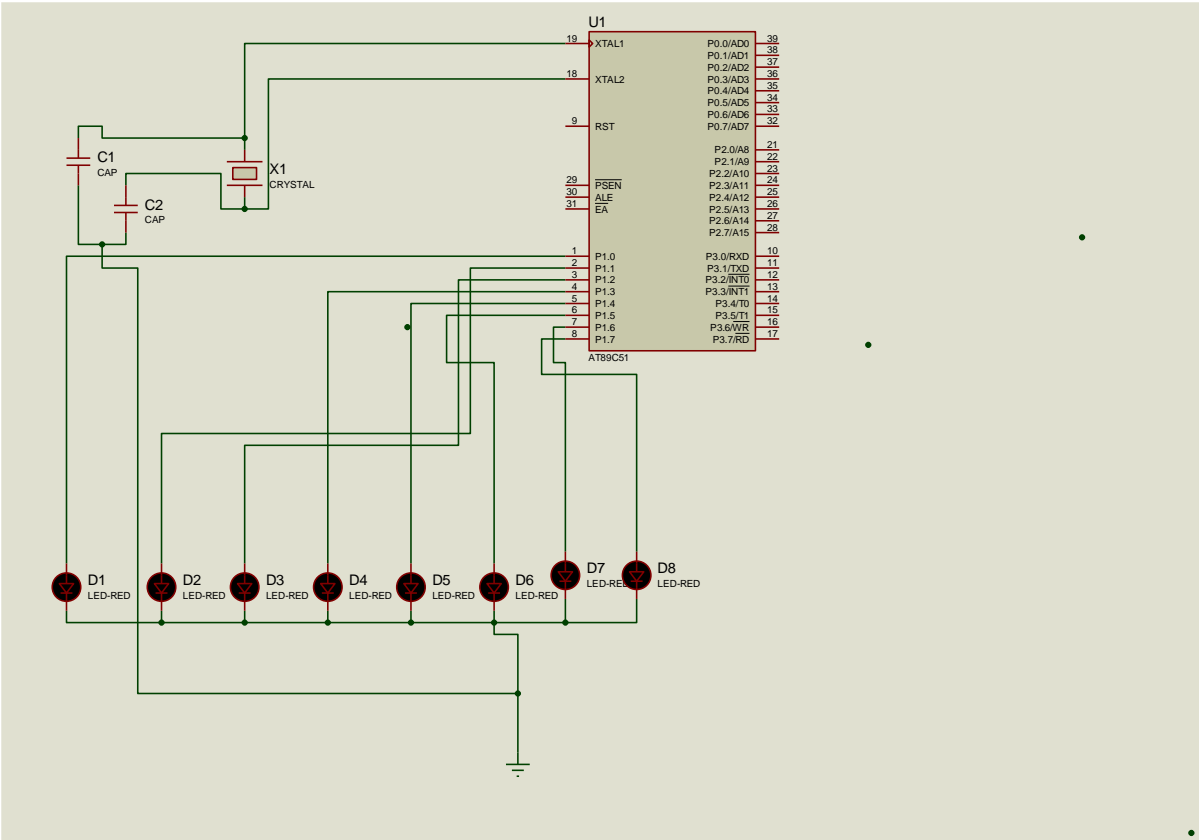 U1
19 XTAL1 P0.0/AD0 39
P0.1/AD1 38
P0.2/AD2 37
18 XTAL2 P0.3/AD3 36
P0.4/AD4 35
P0.5/AD5 34
P0.6/AD6 33
9 RST P0.7/AD7 32
P2.0/A8 21
P2.1/A9 22
P2.2/A10 23
29 PSEN P2.3/A11 24
30 ALE P2.4/A12 25
31 EA P2.5/A13 26
P2.6/A14 27
P2.7/A15 28
1 P1.0 P3.0/RXD 10
2 P1.1 P3.1/TXD 11
3 P1.2 P3.2/INT0 12
4 P1.3 P3.3/INT1 13
5 P1.4 P3.4/T0 14
6 P1.5 P3.5/T1 15
7 P1.6 P3.6/WR 16
8 P1.7 P3.7/RD 17
AT89C51
C1
CAP
C2
CAP
X1
CRYSTAL
D1
LED-RED
D2
LED-RED
D3
LED-RED
D4
LED-RED
D5
LED-RED
D6
LED-RED
D7
LED-RED
D8
LED-RED